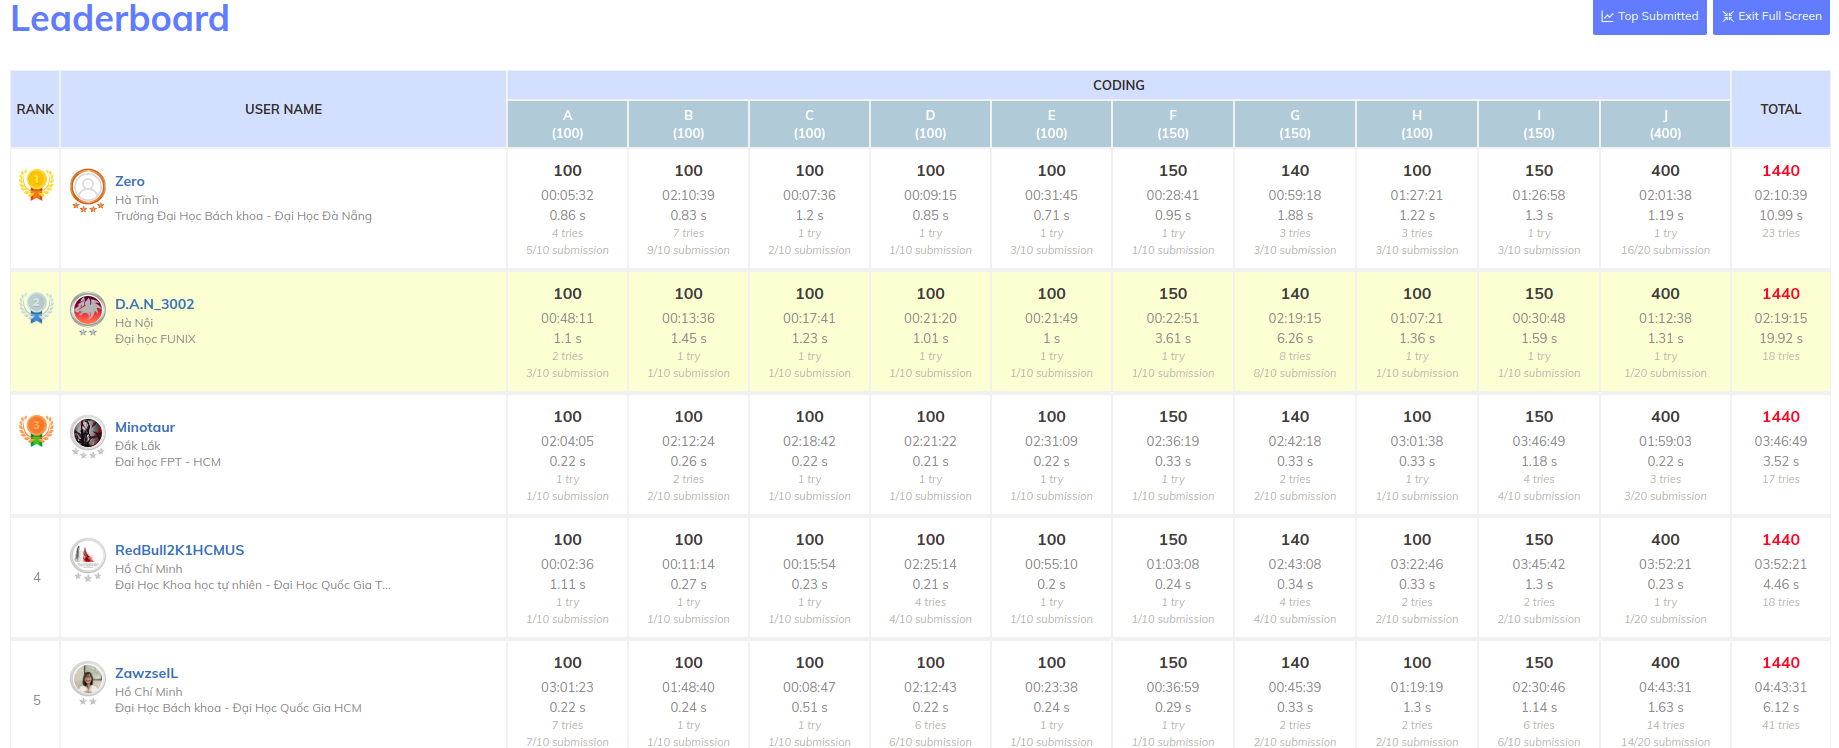 Leaderboard
Top Submitted
Exit Full Screen
RANK
USER NAME
CODING
TOTAL
A B C D E F G H I J
(100) (100) (100) (100) (100) (150) (150) (100) (150) (400)
1
Zero
Hà Tĩnh
Trường Đại Học Bách khoa - Đại Học Đà Nẵng
100 100 100 100 100 150 140 100 150 400 1440
00:05:32 02:10:39 00:07:36 00:09:15 00:31:45 00:28:41 00:59:18 01:27:21 01:26:58 02:01:38 02:10:39
0.86 s 0.83 s 1.2 s 0.85 s 0.71 s 0.95 s 1.88 s 1.22 s 1.3 s 1.19 s 10.99 s
4 tries 7 tries 1 try 1 try 1 try 1 try 3 tries 3 tries 1 try 1 try 23 tries
5/10 submission 9/10 submission 2/10 submission 1/10 submission 3/10 submission 1/10 submission 3/10 submission 3/10 submission 3/10 submission 16/20 submission
2
D.A.N_3002
Hà Nội
Đại học FUNiX
100 100 100 100 100 150 140 100 150 400 1440
00:48:11 00:13:36 00:17:41 00:21:20 00:21:49 00:22:51 02:19:15 01:07:21 00:30:48 01:12:38 02:19:15
1.1 s 1.45 s 1.23 s 1.01 s 1 s 3.61 s 6.26 s 1.36 s 1.59 s 1.31 s 19.92 s
2 tries 1 try 1 try 1 try 1 try 1 try 8 tries 1 try 1 try 1 try 18 tries
3/10 submission 1/10 submission 1/10 submission 1/10 submission 1/10 submission 1/10 submission 8/10 submission 1/10 submission 1/10 submission 1/20 submission
3
Minotaur
Đắk Lắk
Đai học FPT - HCM
100 100 100 100 100 150 140 100 150 400 1440
02:04:05 02:12:24 02:18:42 02:21:22 02:31:09 02:36:19 02:42:18 03:01:38 03:46:49 01:59:03 03:46:49
0.22 s 0.26 s 0.22 s 0.21 s 0.22 s 0.33 s 0.33 s 0.33 s 1.18 s 0.22 s 3.52 s
1 try 2 tries 1 try 1 try 1 try 1 try 2 tries 1 try 4 tries 3 tries 17 tries
1/10 submission 2/10 submission 1/10 submission 1/10 submission 1/10 submission 1/10 submission 2/10 submission 1/10 submission 4/10 submission 3/20 submission
4
RedBull2K1HCMUS
Hồ Chí Minh
Đại Học Khoa học tự nhiên - Đại Học Quốc Gia T...
100 100 100 100 100 150 140 100 150 400 1440
00:02:36 00:11:14 00:15:54 02:25:14 00:55:10 01:03:08 02:43:08 03:22:46 03:45:42 03:52:21 03:52:21
1.11 s 0.27 s 0.23 s 0.21 s 0.2 s 0.24 s 0.34 s 0.33 s 1.3 s 0.23 s 4.46 s
1 try 1 try 1 try 4 tries 1 try 1 try 4 tries 2 tries 2 tries 1 try 18 tries
1/10 submission 1/10 submission 1/10 submission 4/10 submission 1/10 submission 1/10 submission 4/10 submission 2/10 submission 2/10 submission 1/20 submission
5
ZawzselL
Hồ Chí Minh
Đại Học Bách khoa - Đại Học Quốc Gia HCM
100 100 100 100 100 150 140 100 150 400 1440
03:01:23 01:48:40 00:08:47 02:12:43 00:23:38 00:36:59 00:45:39 01:19:19 02:30:46 04:43:31 04:43:31
0.22 s 0.24 s 0.51 s 0.22 s 0.24 s 0.29 s 0.33 s 1.3 s 1.14 s 1.63 s 6.12 s
7 tries 1 try 1 try 6 tries 1 try 1 try 2 tries 2 tries 6 tries 14 tries 41 tries
7/10 submission 1/10 submission 1/10 submission 6/10 submission 1/10 submission 1/10 submission 2/10 submission 2/10 submission 6/10 submission 14/20 submission